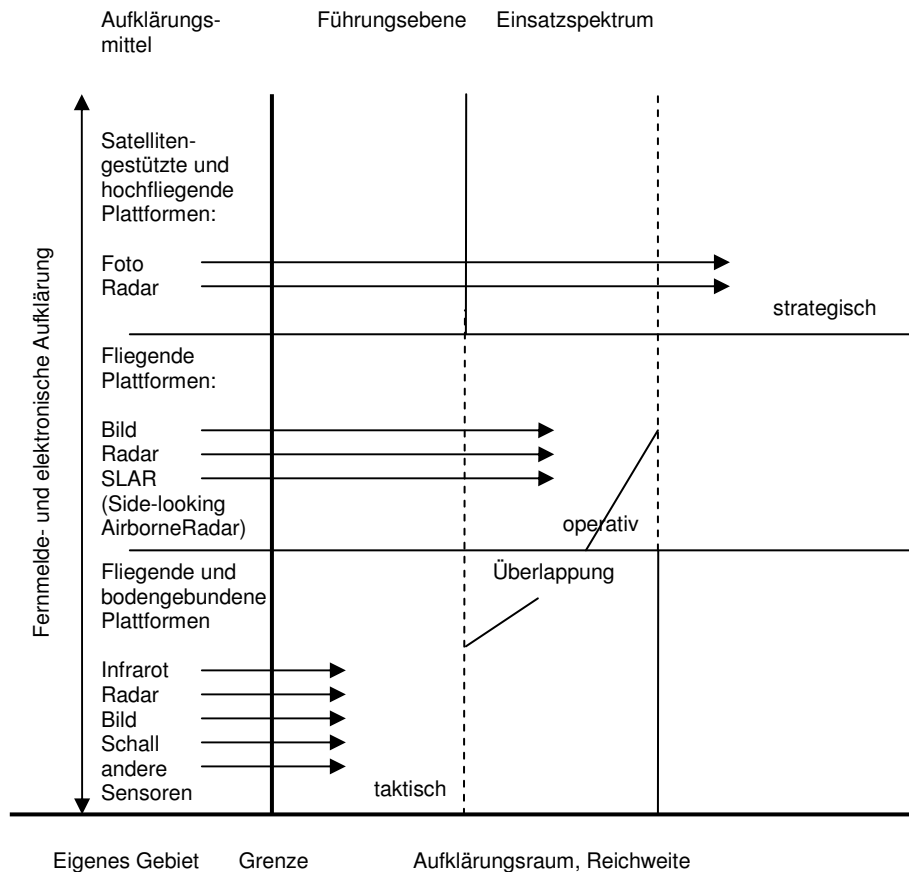 Aufklärungs-
mittel
Führungsebene
Einsatzspektrum
Fernmelde- und elektronische Aufklärung
Satelliten-
gestützte und
hochfliegende
Plattformen:
Foto
Radar
strategisch
Fliegende
Plattformen:
Bild
Radar
SLAR
(Side-looking
AirborneRadar)
operativ
Fliegende und
bodengebundene
Plattformen
Überlappung
Infrarot
Radar
Bild
Schall
andere
Sensoren
taktisch
Eigenes Gebiet
Grenze
Aufklärungsraum, Reichweite